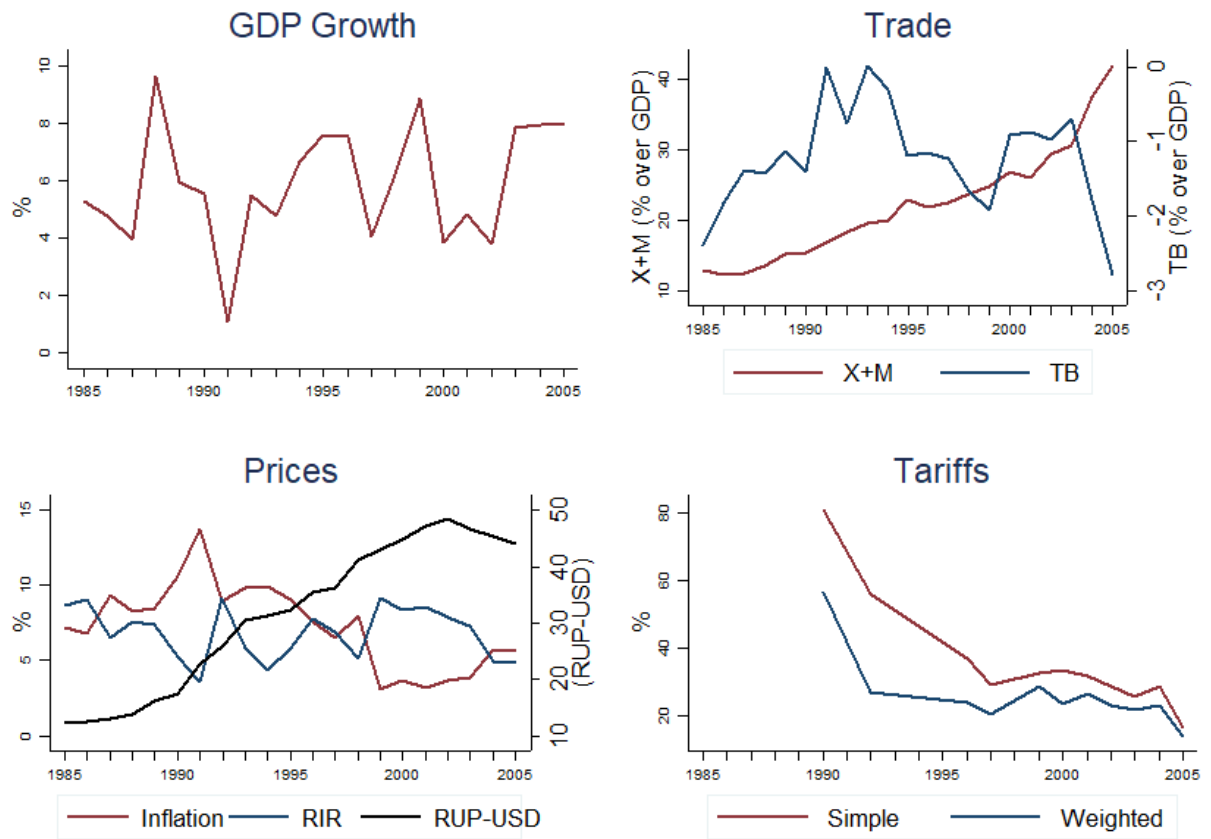 GDP Growth
%
10
8
6
4
2
0
1985 1990 1995 2000 2005
Trade
X+M (% over GDP)
40
30
20
10
TB (% over GDP)
0
-1
-2
-3
1985 1990 1995 2000 2005
X+M TB
Prices
%
15
10
5
0
(RUP-USD)
50
40
30
20
10
1985 1990 1995 2000 2005
Inflation RIR RUP-USD
Tariffs
%
80
60
40
20
1985 1990 1995 2000 2005
Simple Weighted